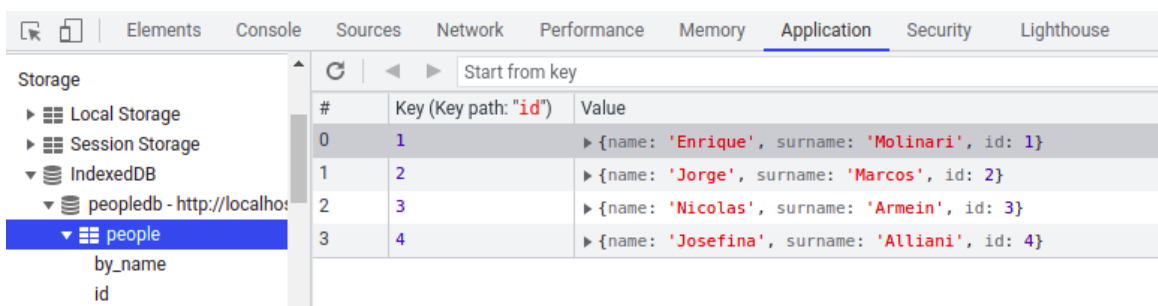 Elements Console Sources Network Performance Memory Application Security Lighthouse
Storage
Local Storage
Session Storage
IndexedDB
peopledb - http://localhos
people
by_name
id
Start from key
# Key (Key path: "id") Value
0 1 {name: 'Enrique', surname: 'Molinari', id: 1}
1 2 {name: 'Jorge', surname: 'Marcos', id: 2}
2 3 {name: 'Nicolas', surname: 'Armein', id: 3}
3 4 {name: 'Josefina', surname: 'Alliani', id: 4}